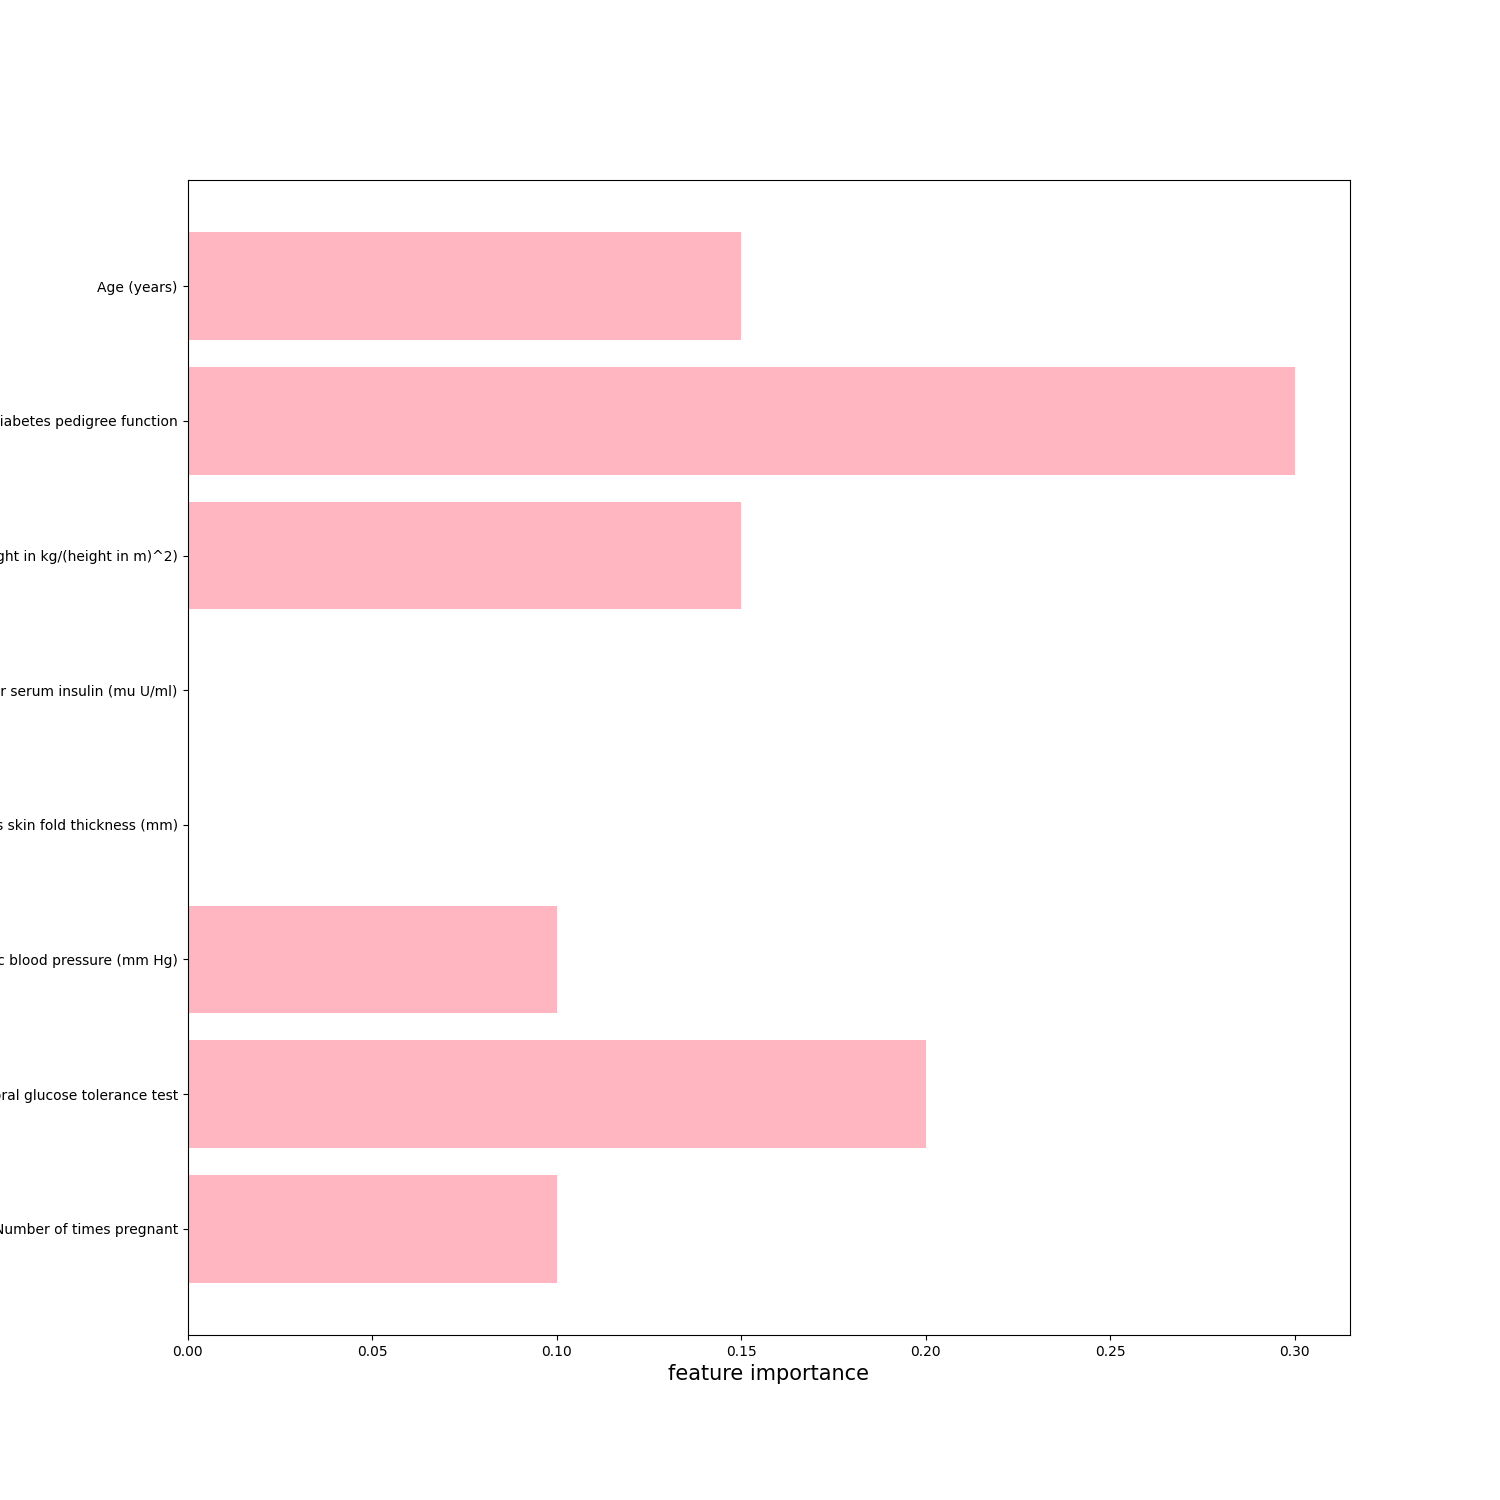 Age (years)
iabetes pedigree function
ght in kg/(height in m)^2)
r serum insulin (mu U/ml)
s skin fold thickness (mm)
c blood pressure (mm Hg)
oral glucose tolerance test
Number of times pregnant
0.00 0.05 0.10 0.15 0.20 0.25 0.30
feature importance